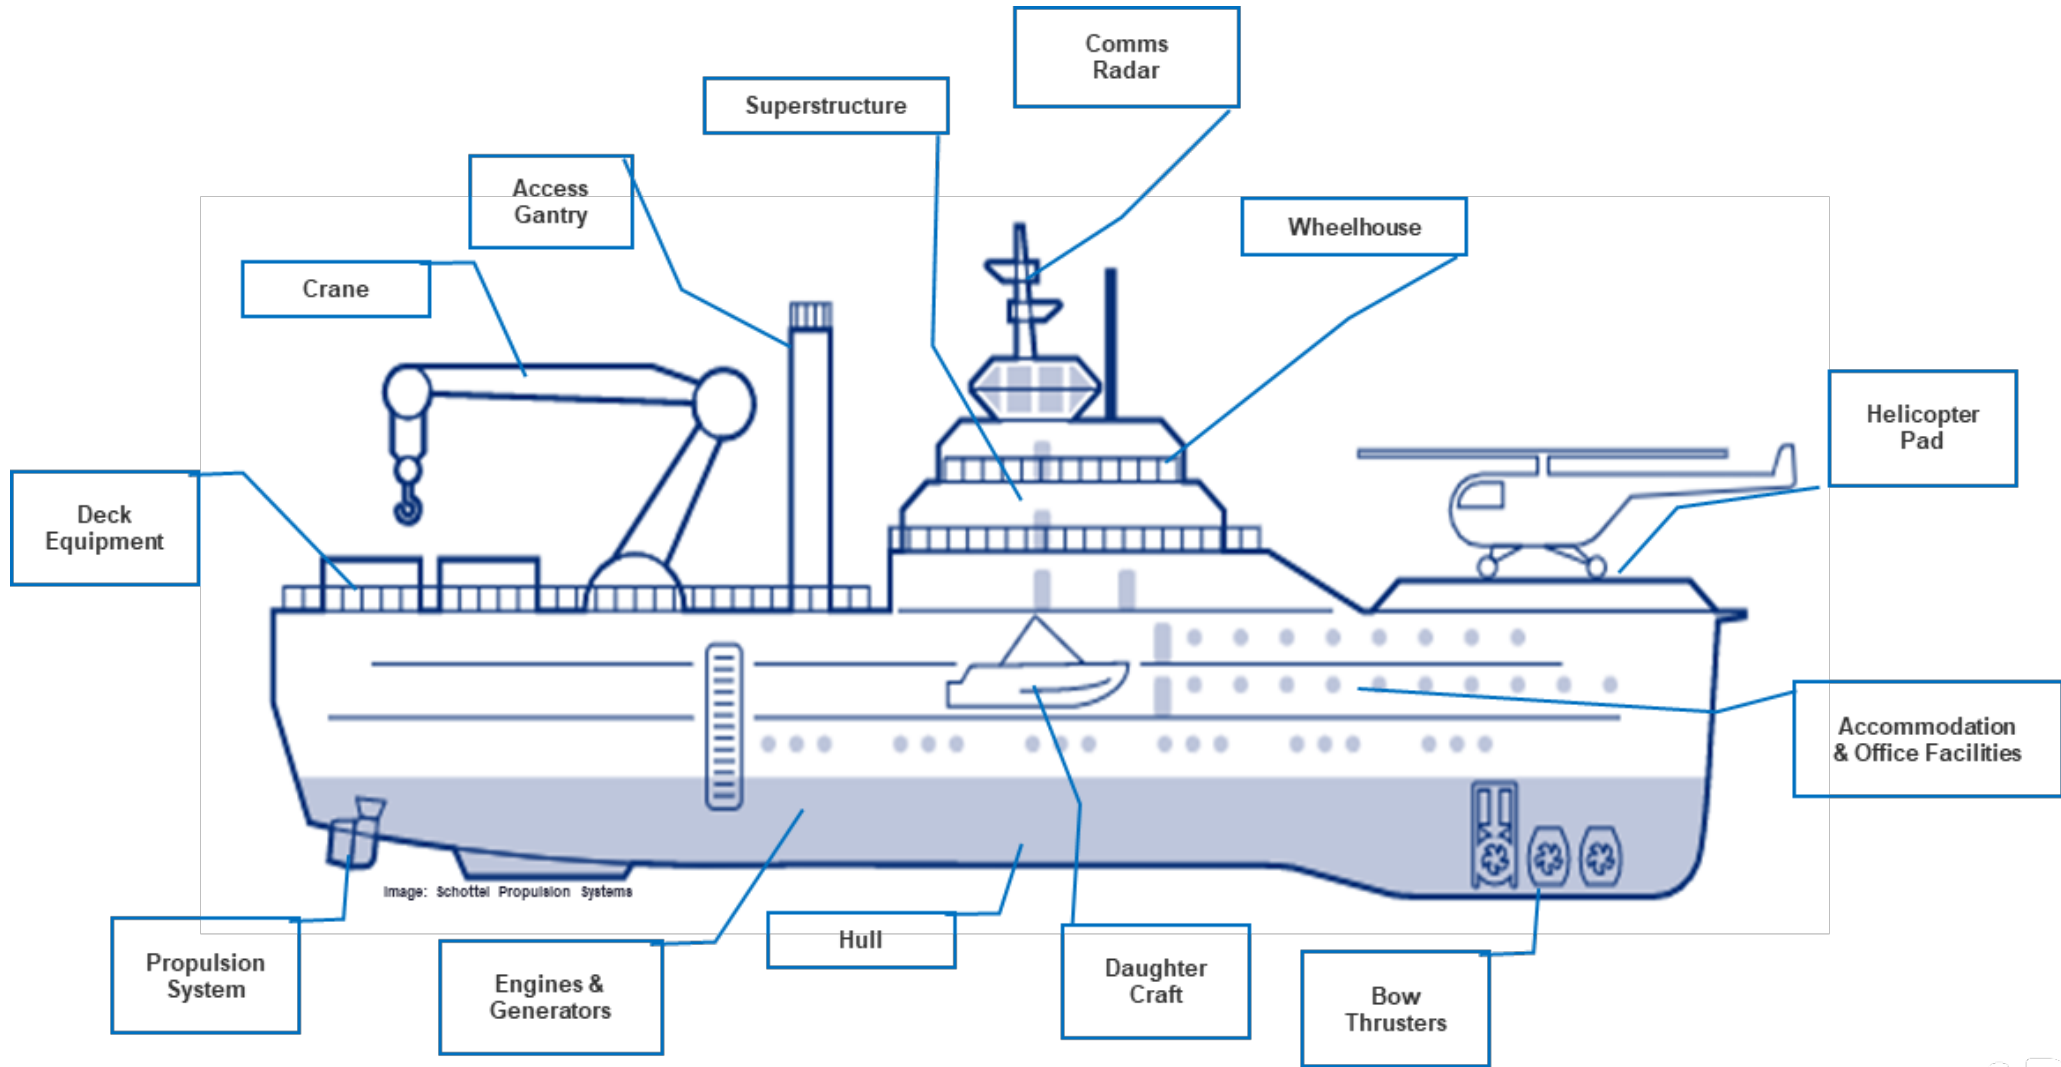 Comms
Radar
Superstructure
Access
Gantry
Wheelhouse
Crane
Helicopter
Pad
Deck
Equipment
Accommodation
& Office Facilities
Image: Schottel Propulsion Systems
Propulsion
System
Engines &
Generators
Hull
Daughter
Craft
Bow
Thrusters